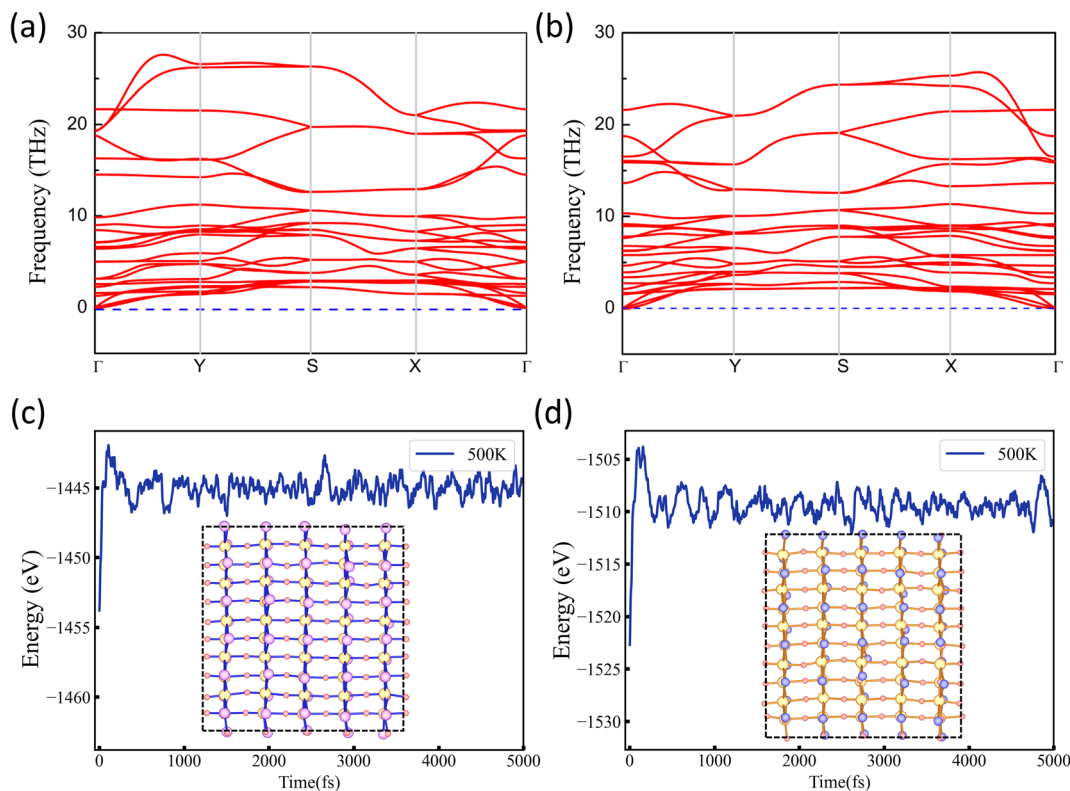 (a)
30
20
10
0
Frequency (THz)
Γ Y S X Γ
(b)
30
20
10
0
Frequency (THz)
Γ Y S X Γ
(c)
500K
−1445
−1450
−1455
−1460
Energy (eV)
0 1000 2000 3000 4000 5000
Time(fs)
(d)
500K
−1505
−1510
−1515
−1520
−1525
−1530
Energy (eV)
0 1000 2000 3000 4000 5000
Time(fs)